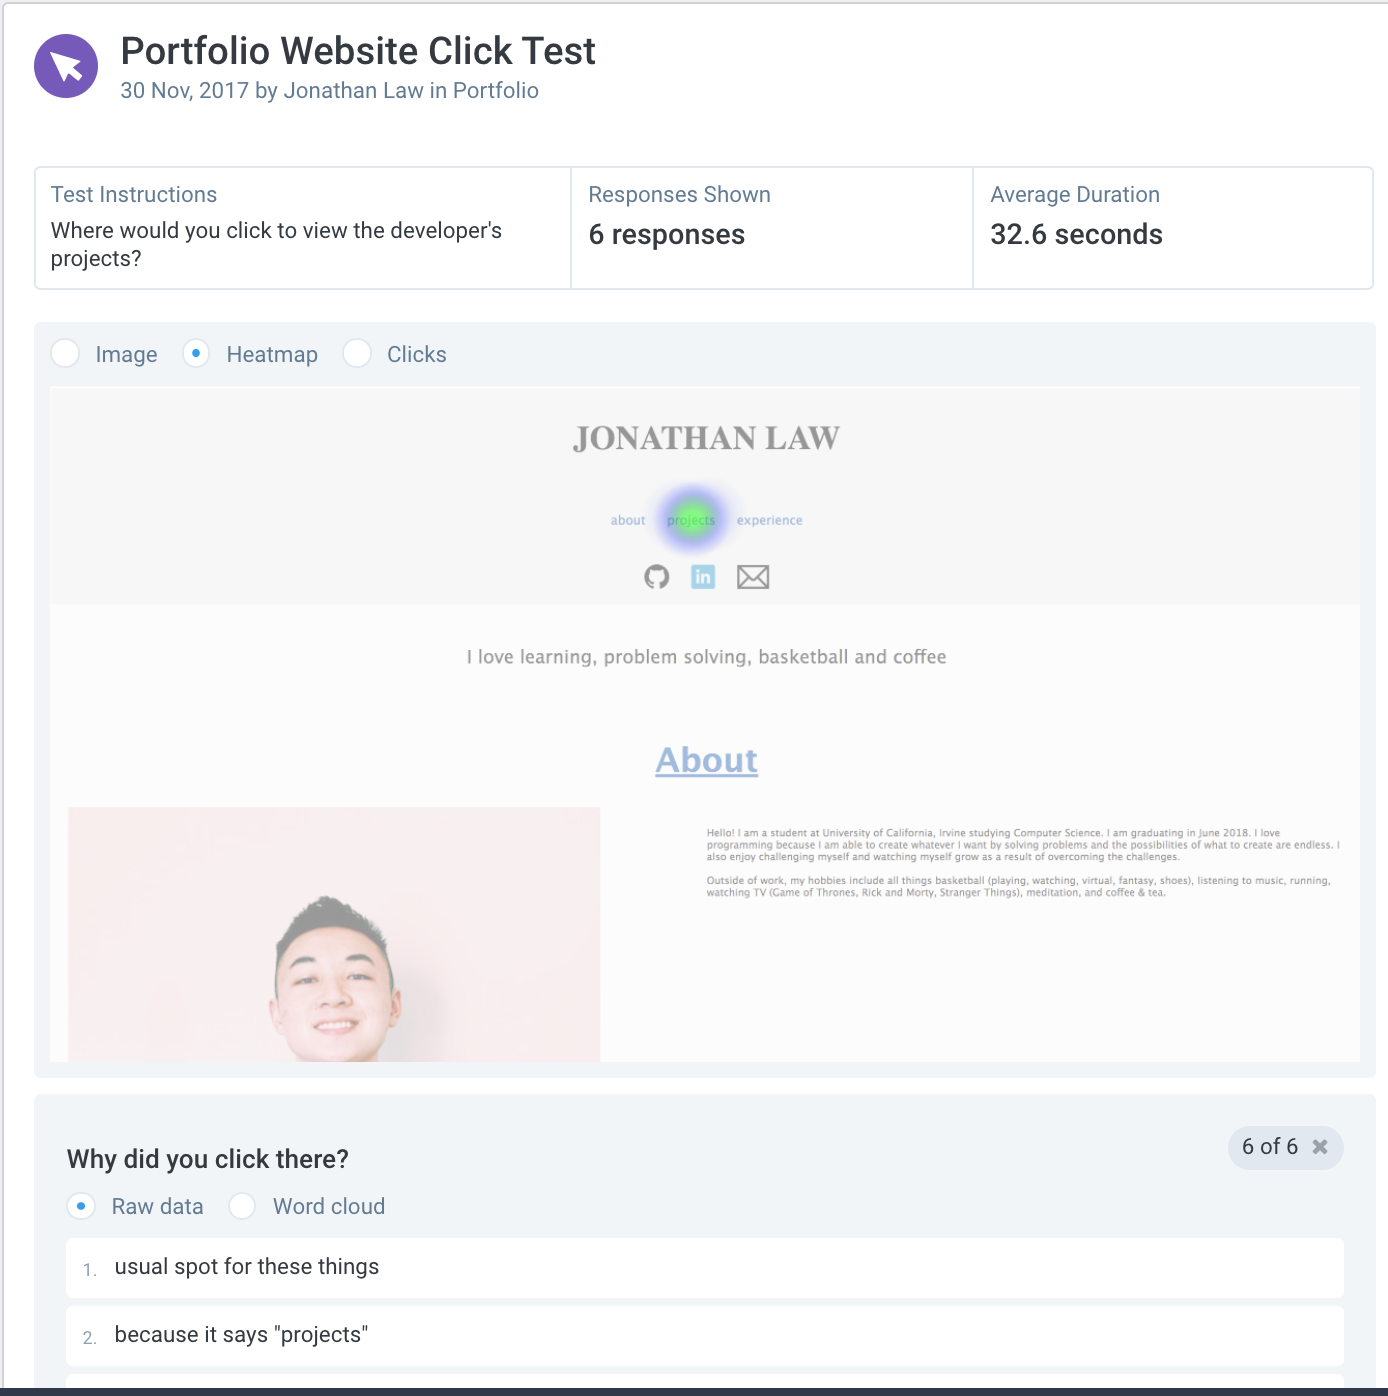 Portfolio Website Click Test
30 Nov, 2017 by Jonathan Law in Portfolio
Test Instructions
Where would you click to view the developer's
projects?
Responses Shown
6 responses
Average Duration
32.6 seconds
Image Heatmap Clicks
JONATHAN LAW
about projects experience
in
I love learning, problem solving, basketball and coffee
About
Hello! I am a student at University of California, Irvine studying Computer Science. I am graduating in June 2018. I love
programming because I am able to create whatever I want by solving problems and the possibilities of what to create are endless. I
also enjoy challenging myself and watching myself grow as a result of overcoming the challenges.
Outside of work, my hobbies include all things basketball (playing, watching, virtual, fantasy, shoes), listening to music, running,
watching TV (Game of Thrones, Rick and Morty, Stranger Things), meditation, and coffee & tea.
Why did you click there?
6 of 6
Raw data Word cloud
1. usual spot for these things
2. because it says "projects"